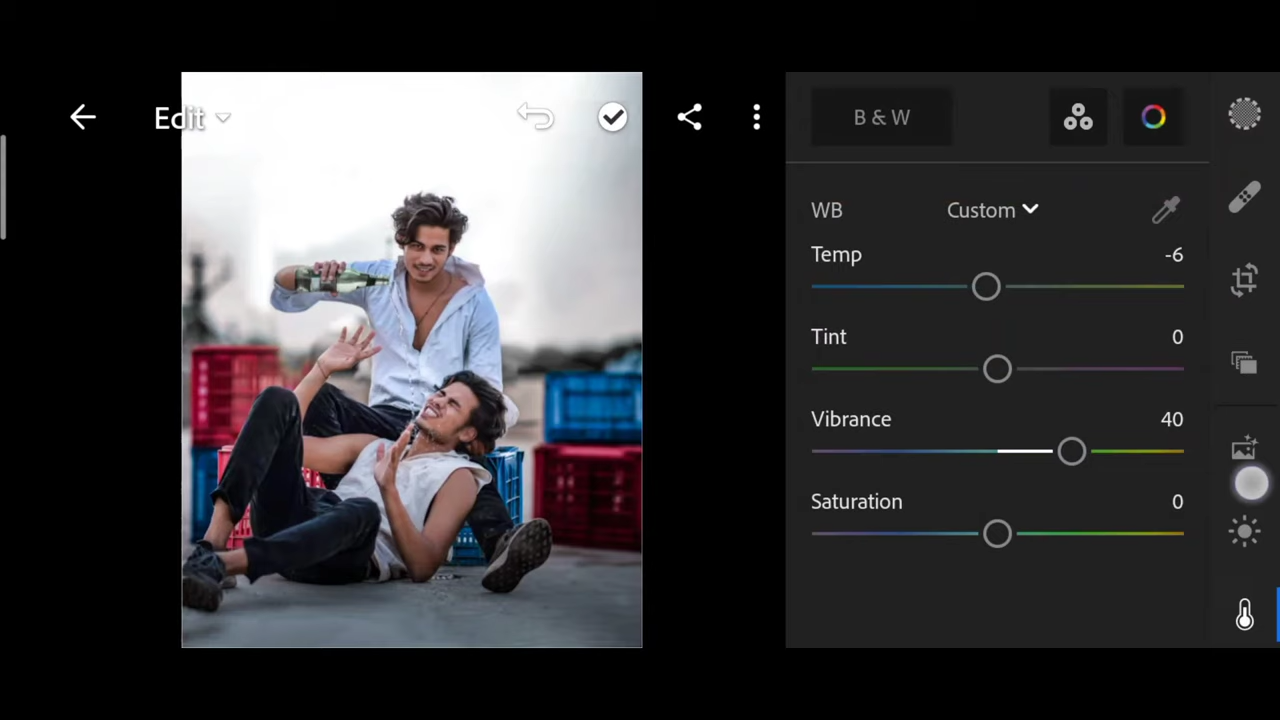 Edit
B & W
WB Custom
Temp -6
Tint 0
Vibrance 40
Saturation 0